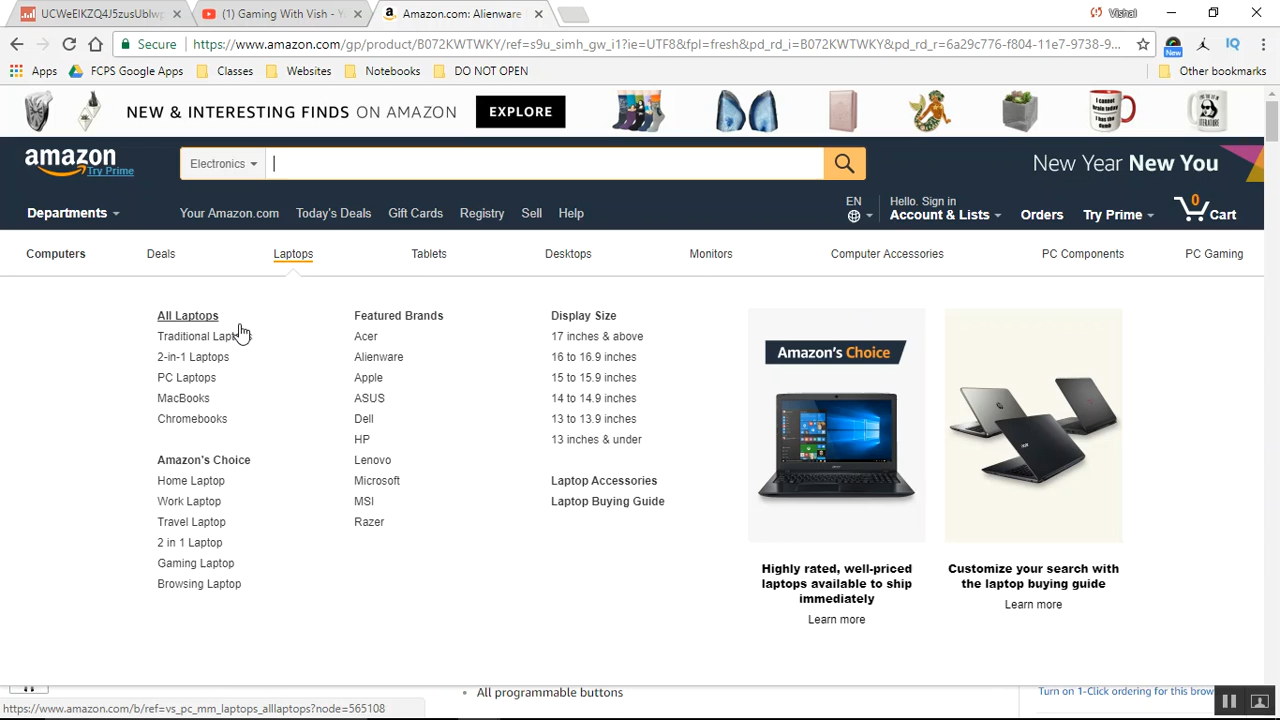 UCWeEIKZQ4J5zusUblwp
(1) Gaming With Vish - Y
Amazon.com: Alienware
Vishal
Secure
https://www.amazon.com/gp/product/B072KWTWKY/ref=s9u_simh_gw_i1?ie=UTF8&fpl=fresh&pd_rd_i=B072KWTWKY&pd_rd_r=6a29c776-f804-11e7-9738-9...
New
IQ
Apps
FCPS Google Apps
Classes
Websites
Notebooks
DO NOT OPEN
Other bookmarks
NEW & INTERESTING FINDS ON AMAZON
EXPLORE
amazon
Try Prime
Electronics
New Year New You
Departments
Your Amazon.com
Today's Deals
Gift Cards
Registry
Sell
Help
EN
Hello. Sign in
Account & Lists
Orders
Try Prime
0
Cart
Computers
Deals
Laptops
Tablets
Desktops
Monitors
Computer Accessories
PC Components
PC Gaming
All Laptops
Traditional Laptops
2-in-1 Laptops
PC Laptops
MacBooks
Chromebooks
Amazon's Choice
Home Laptop
Work Laptop
Travel Laptop
2 in 1 Laptop
Gaming Laptop
Browsing Laptop
Featured Brands
Acer
Alienware
Apple
ASUS
Dell
HP
Lenovo
Microsoft
MSI
Razer
Display Size
17 inches & above
16 to 16.9 inches
15 to 15.9 inches
14 to 14.9 inches
13 to 13.9 inches
13 inches & under
Laptop Accessories
Laptop Buying Guide
Amazon's Choice
Highly rated, well-priced
laptops available to ship
immediately
Learn more
Customize your search with
the laptop buying guide
Learn more
All programmable buttons
Turn on 1-Click ordering for this brow
https://www.amazon.com/b/ref=vs_pc_mm_laptops_alllaptops?node=565108